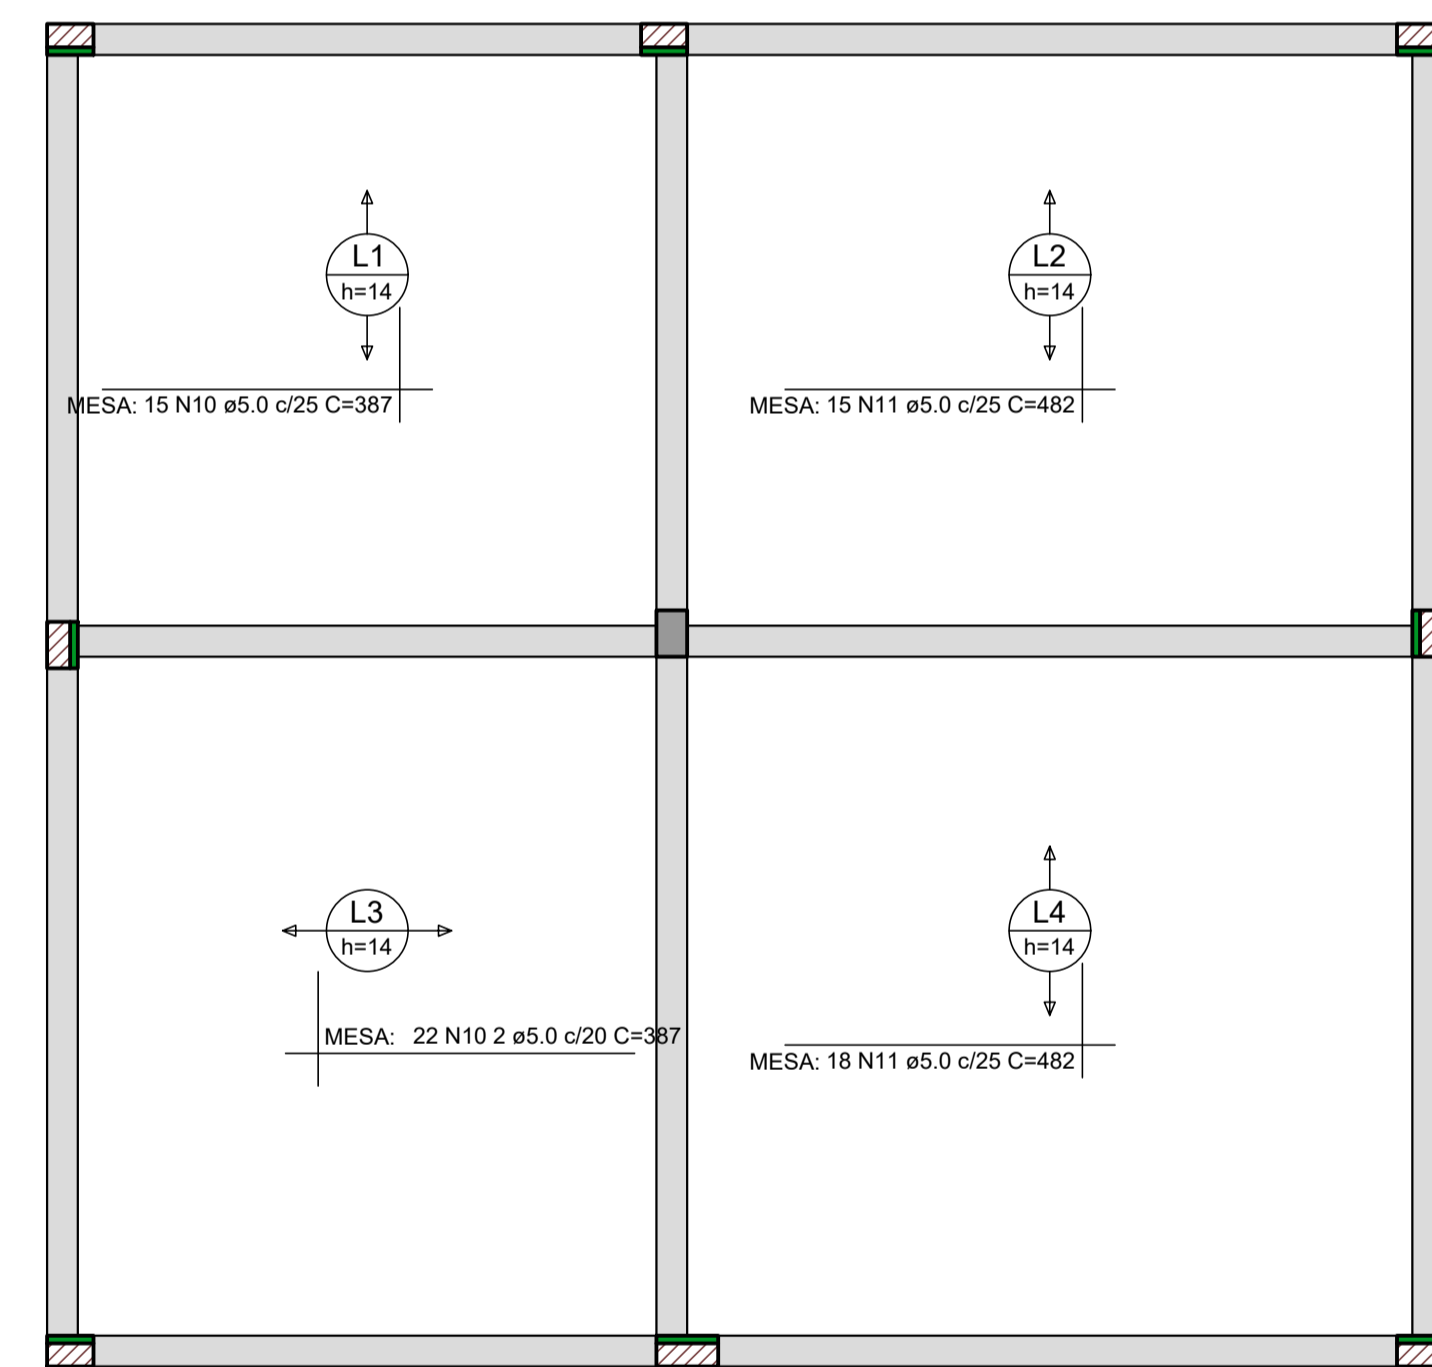 L1
h=14
MESA: 15 N10 ø5.0 c/25 C=387
L2
h=14
MESA: 15 N11 ø5.0 c/25 C=482
L3
h=14
MESA: 22 N10 2 ø5.0 c/20 C=387
L4
h=14
MESA: 18 N11 ø5.0 c/25 C=482